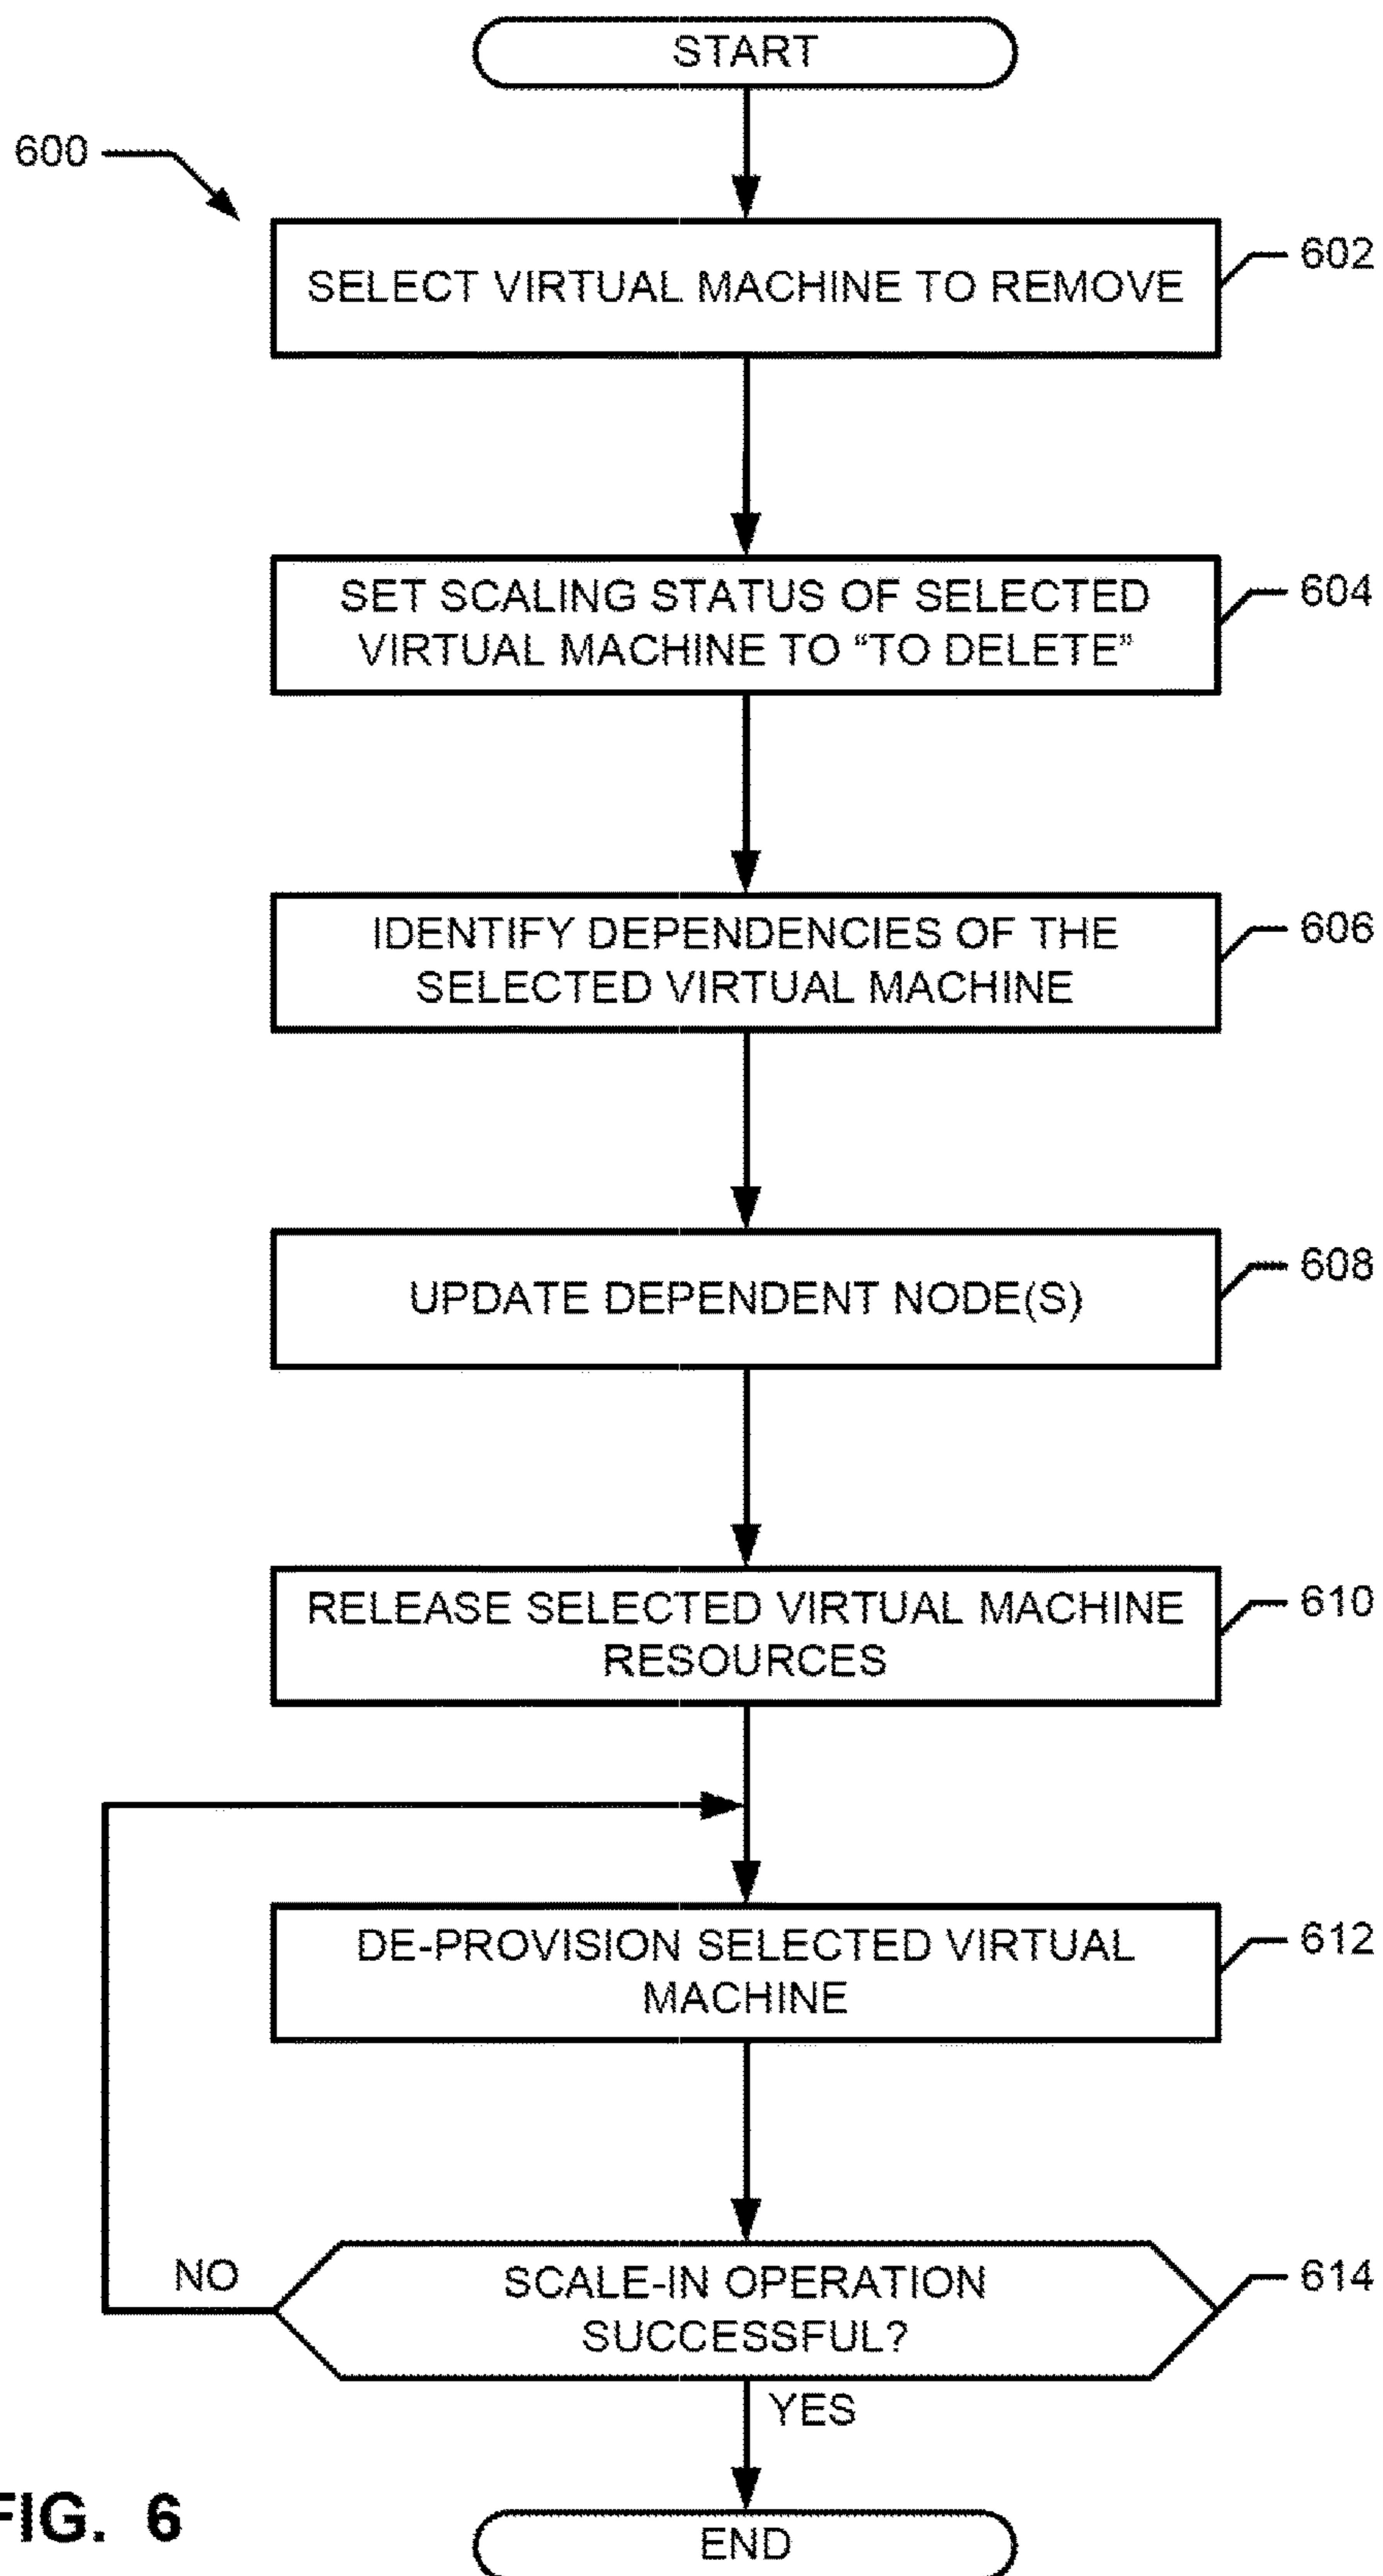 START
600
SELECT VIRTUAL MACHINE TO REMOVE
602
SET SCALING STATUS OF SELECTED
VIRTUAL MACHINE TO “TO DELETE”
604
IDENTIFY DEPENDENCIES OF THE
SELECTED VIRTUAL MACHINE
606
UPDATE DEPENDENT NODE(S)
608
RELEASE SELECTED VIRTUAL MACHINE
RESOURCES
610
DE-PROVISION SELECTED VIRTUAL
MACHINE
612
SCALE-IN OPERATION
SUCCESSFUL?
614
NO
YES
FIG. 6
END